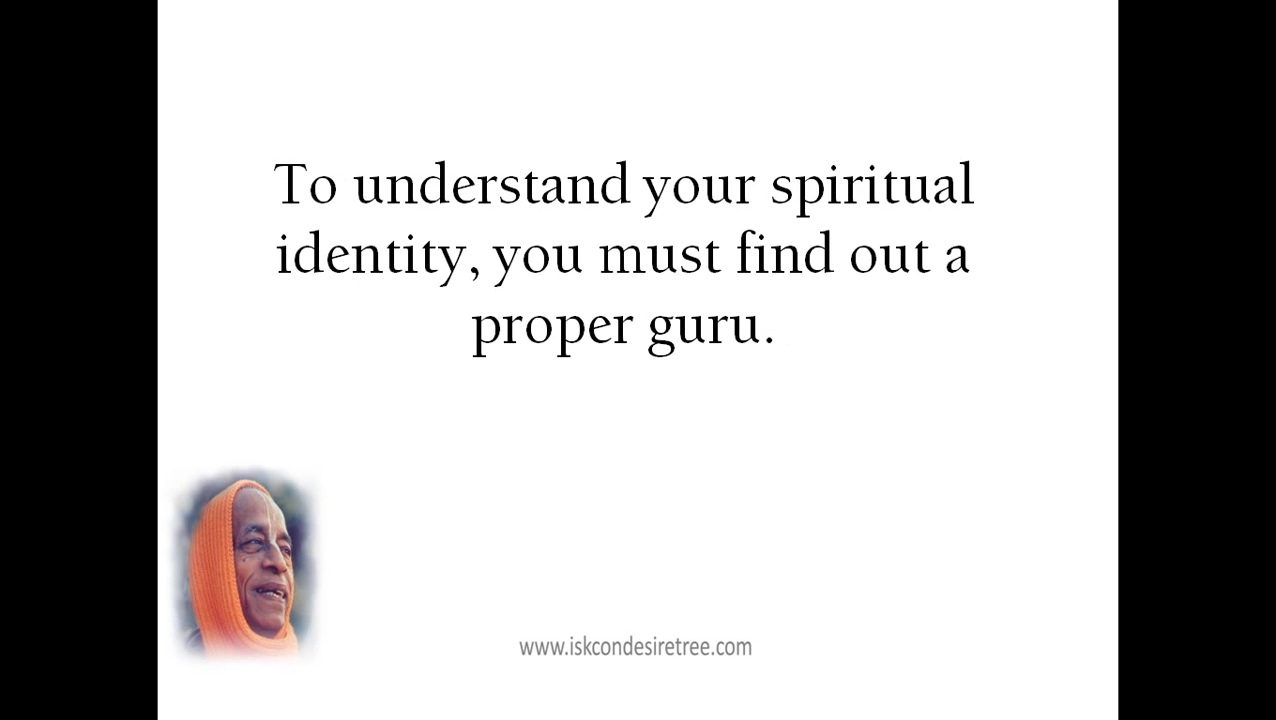 To understand your spiritual
identity, you must find out a
proper guru.
www.iskcondesiretree.com